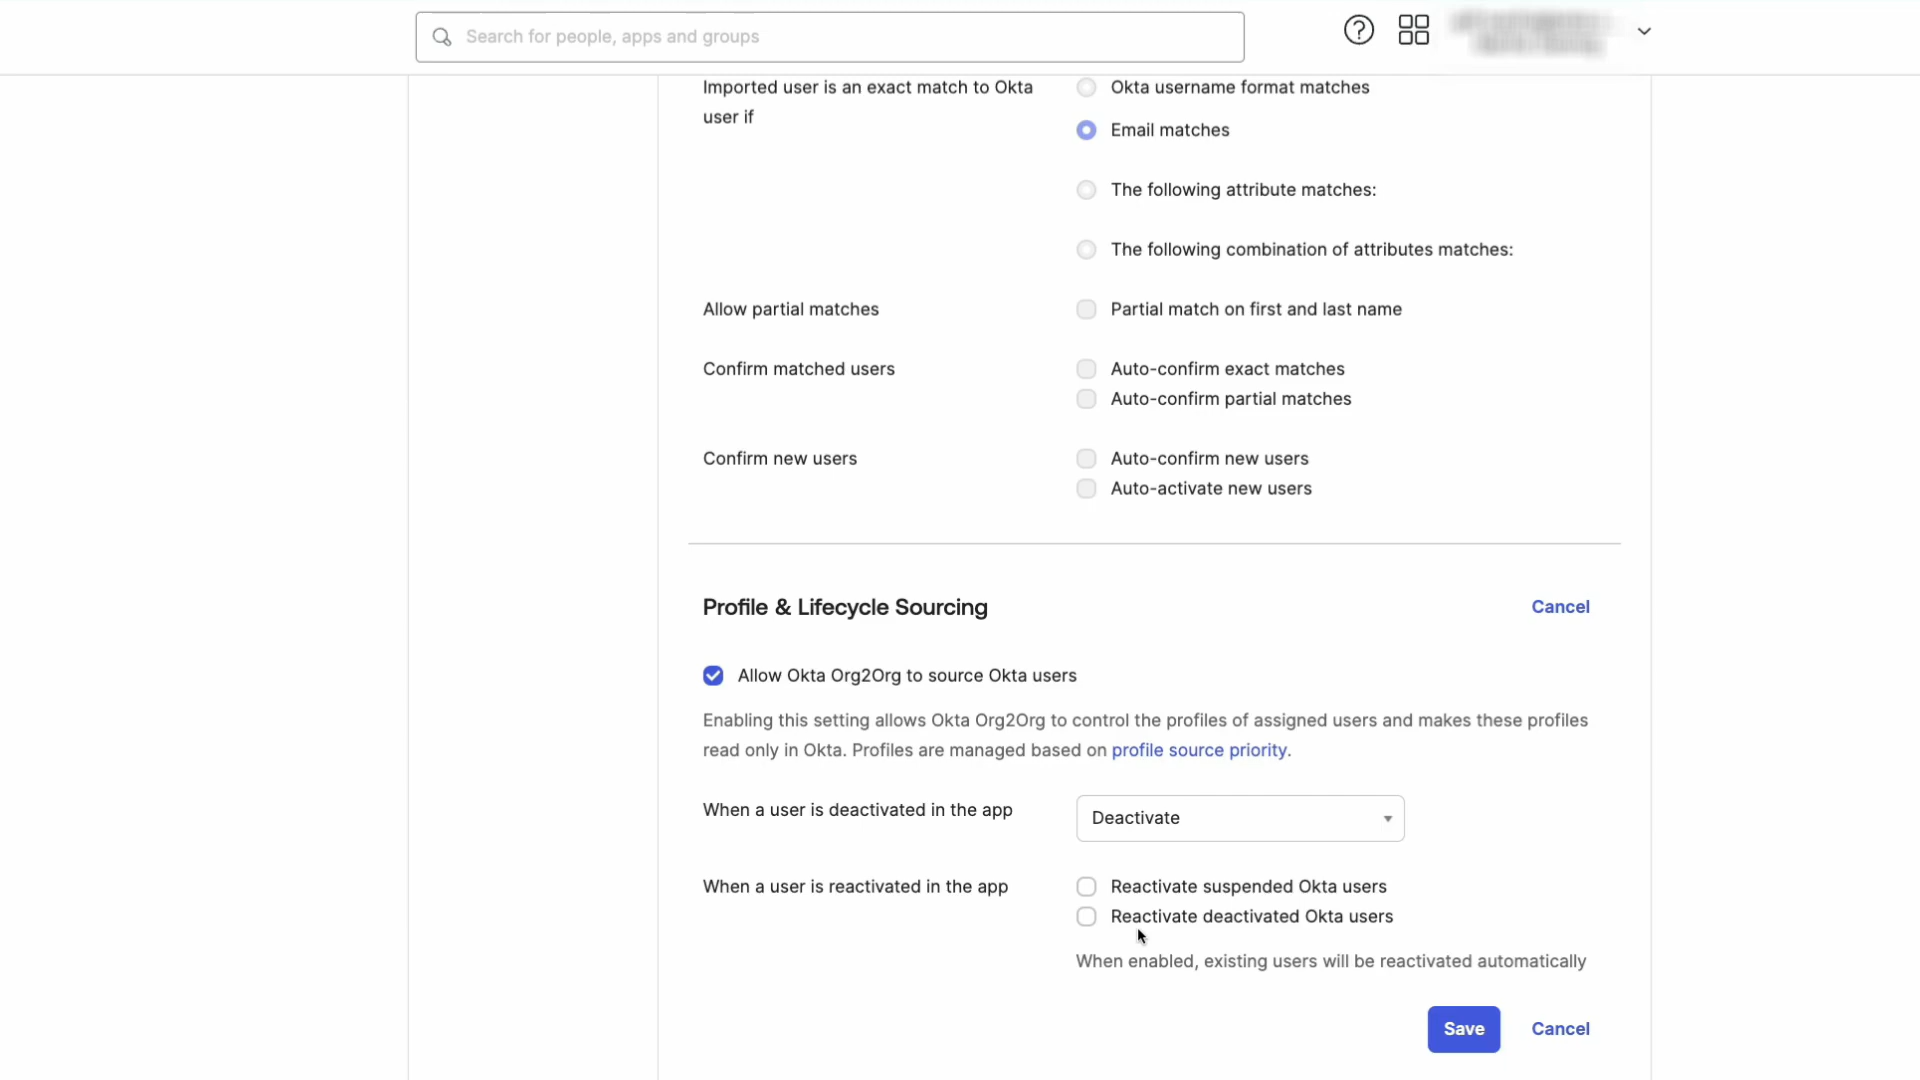 Search for people, apps and groups
Imported user is an exact match to Okta
user if
Okta username format matches
Email matches
The following attribute matches:
The following combination of attributes matches:
Allow partial matches
Partial match on first and last name
Confirm matched users
Auto-confirm exact matches
Auto-confirm partial matches
Confirm new users
Auto-confirm new users
Auto-activate new users
Profile & Lifecycle Sourcing
Cancel
Allow Okta Org2Org to source Okta users
Enabling this setting allows Okta Org2Org to control the profiles of assigned users and makes these profiles
read only in Okta. Profiles are managed based on profile source priority.
When a user is deactivated in the app
Deactivate
When a user is reactivated in the app
Reactivate suspended Okta users
Reactivate deactivated Okta users
When enabled, existing users will be reactivated automatically
Save
Cancel